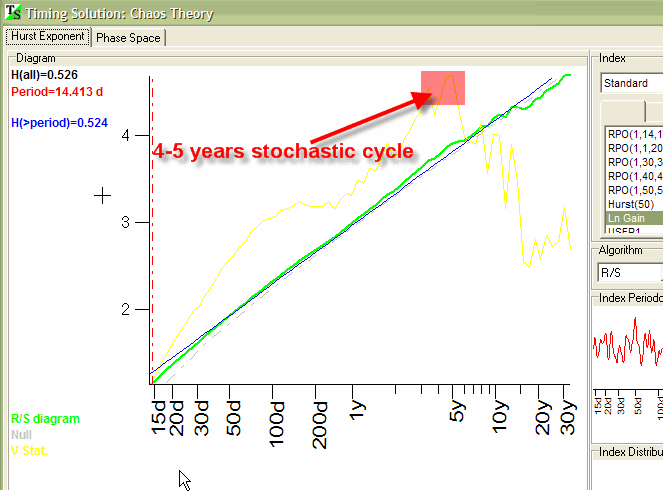 Timing Solution: Chaos Theory
Hurst Exponent
Phase Space
Diagram
H(all)=0.526
Period=14.413 d
H(>period)=0.524
4-5 years stochastic cycle
4
3
2
15d 20d 30d 50d 100d 200d 1y 5y 10y 20y 30y
R/S diagram
Null
V Stat.
Index
Standard
RPO(1,14,1
RPO(1,1,20
RPO(1,30,3
RPO(1,40,4
RPO(1,50,5
Hurst(50)
Ln Gain
USER1
Algorithm
R/S
Index Periodo
15d 20d 30d 50d 100d
Index Distribu